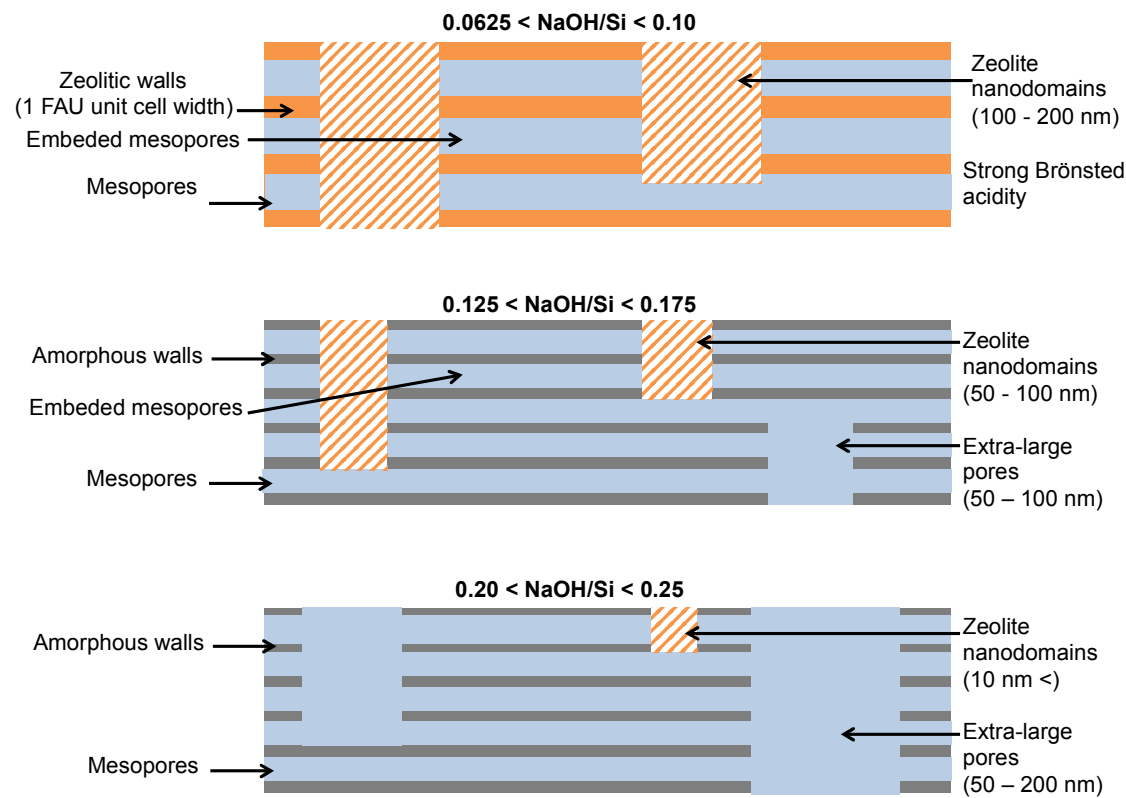 0.0625 < NaOH/Si < 0.10
Zeolitic walls
(1 FAU unit cell width)
Embeded mesopores
Mesopores
Zeolite
nanodomains
(100 - 200 nm)
Strong Brönsted
acidity
0.125 < NaOH/Si < 0.175
Amorphous walls
Embeded mesopores
Mesopores
Zeolite
nanodomains
(50 - 100 nm)
Extra-large
pores
(50 – 100 nm)
0.20 < NaOH/Si < 0.25
Amorphous walls
Mesopores
Zeolite
nanodomains
(10 nm <)
Extra-large
pores
(50 – 200 nm)